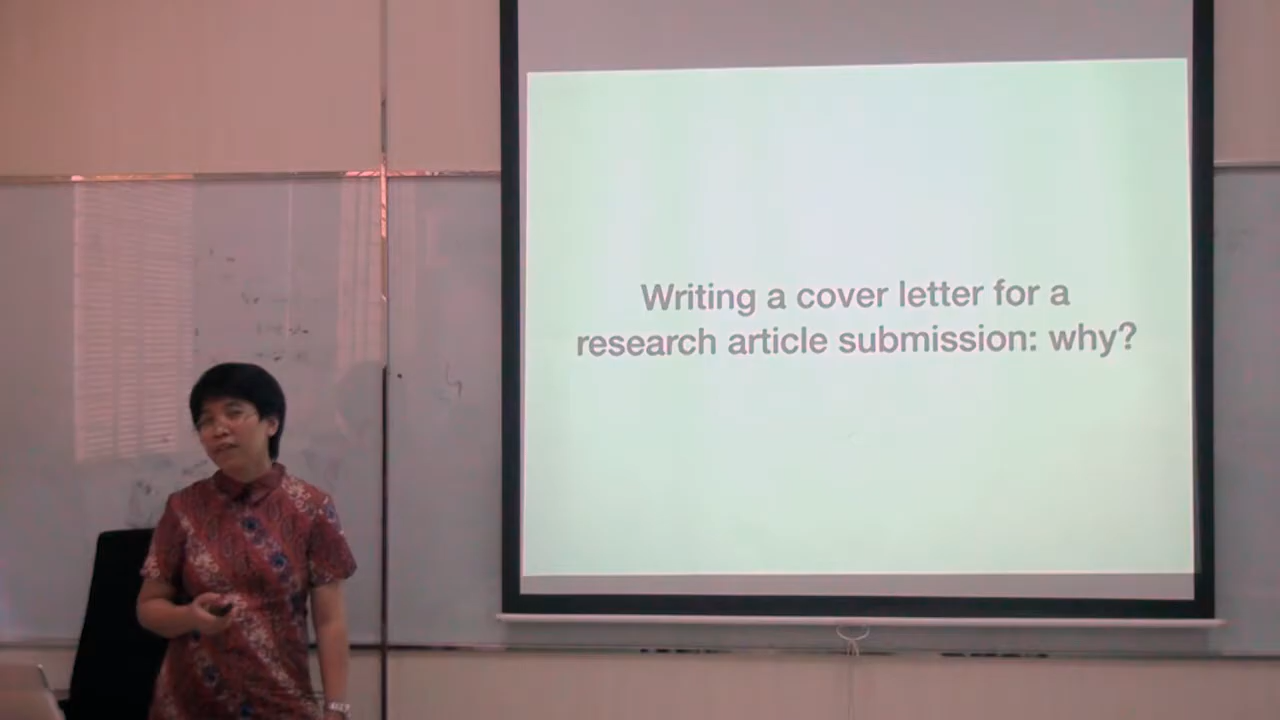 Writing a cover letter for a
research article submission: why?